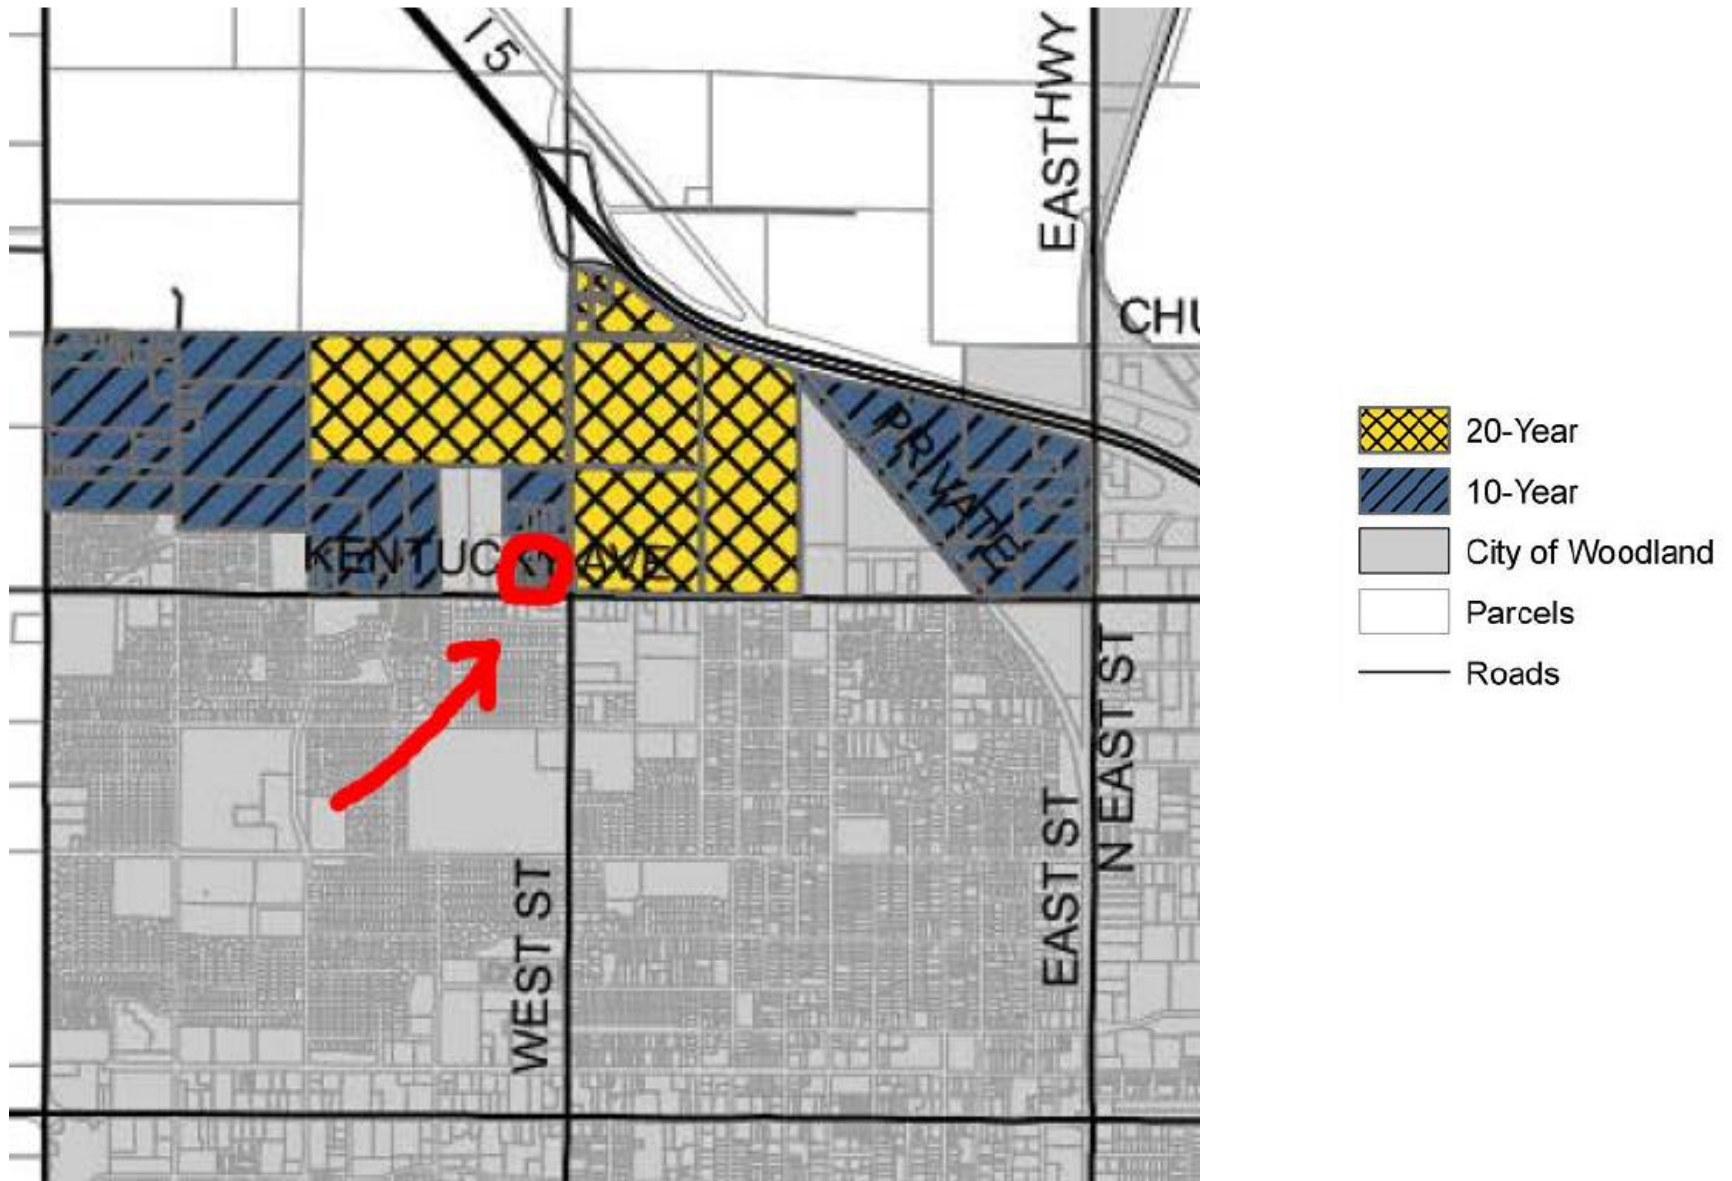 I 5
EAST HWY
CHU
PRIVATE
KENTUCKY AVE
N EAST ST
EAST ST
WEST ST
20-Year
10-Year
City of Woodland
Parcels
Roads